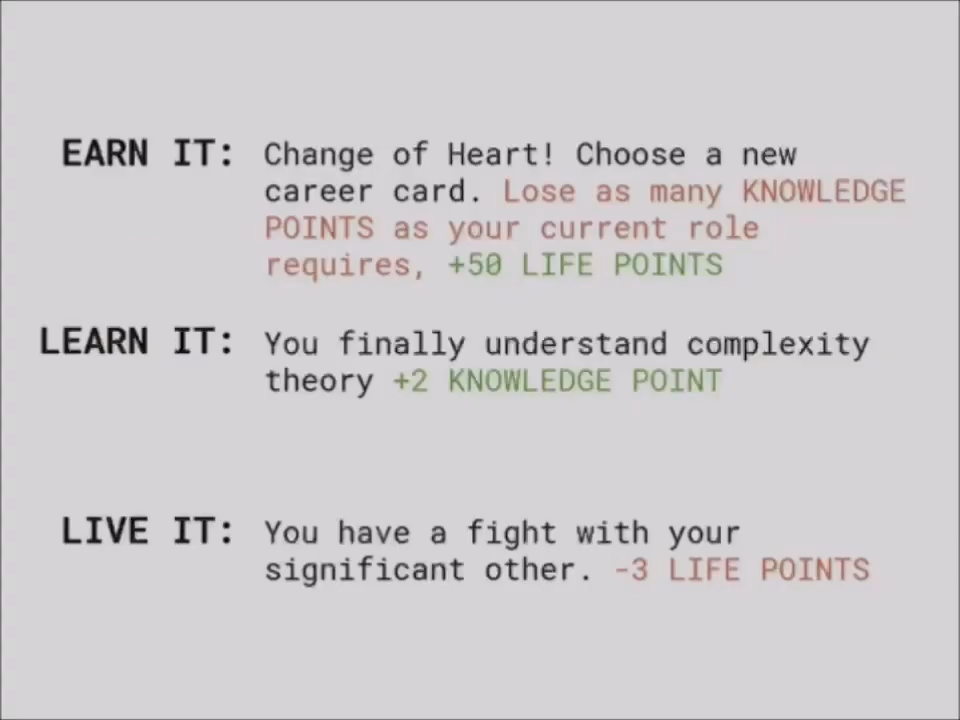 EARN IT: Change of Heart! Choose a new
career card. Lose as many KNOWLEDGE
POINTS as your current role
requires, +50 LIFE POINTS
LEARN IT: You finally understand complexity
theory +2 KNOWLEDGE POINT
LIVE IT: You have a fight with your
significant other. -3 LIFE POINTS